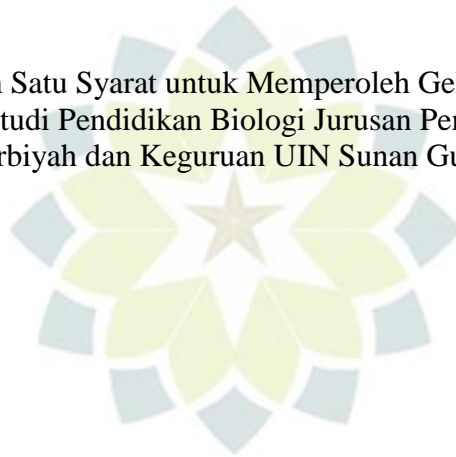 Satu Syarat untuk Memperoleh
Pendidikan Biologi Jurusan
dan Keguruan UIN Sunan